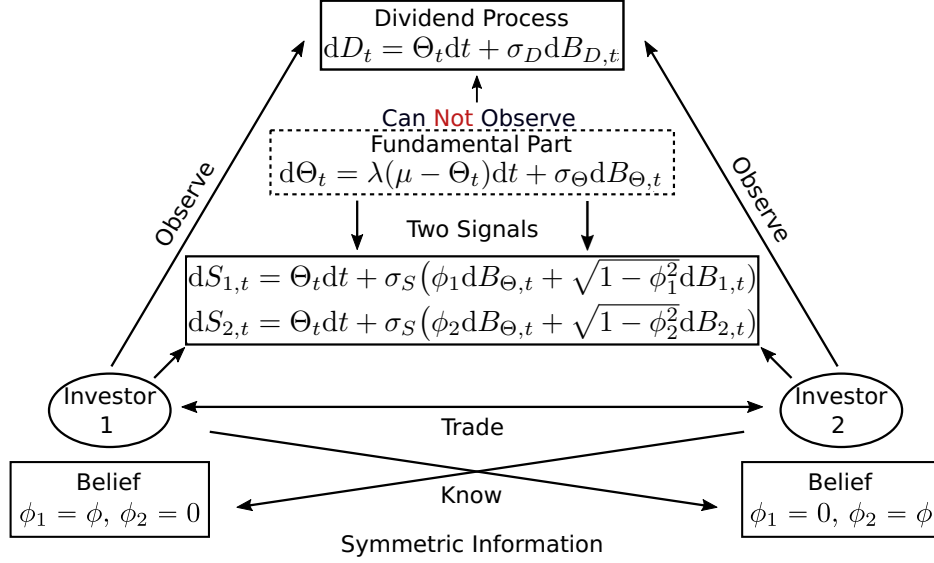 Dividend Process
dD_t = Θ_t dt + σ_D dB_{D,t}
Can Not Observe
Fundamental Part
dΘ_t = λ(μ − Θ_t)dt + σ_Θ dB_{Θ,t}
Observe
Observe
Two Signals
dS_{1,t} = Θ_t dt + σ_S(φ_1 dB_{Θ,t} + √(1 − φ_1^2) dB_{1,t})
dS_{2,t} = Θ_t dt + σ_S(φ_2 dB_{Θ,t} + √(1 − φ_2^2) dB_{2,t})
Investor
1
Investor
2
Trade
Belief
φ_1 = φ, φ_2 = 0
Know
Belief
φ_1 = 0, φ_2 = φ
Symmetric Information